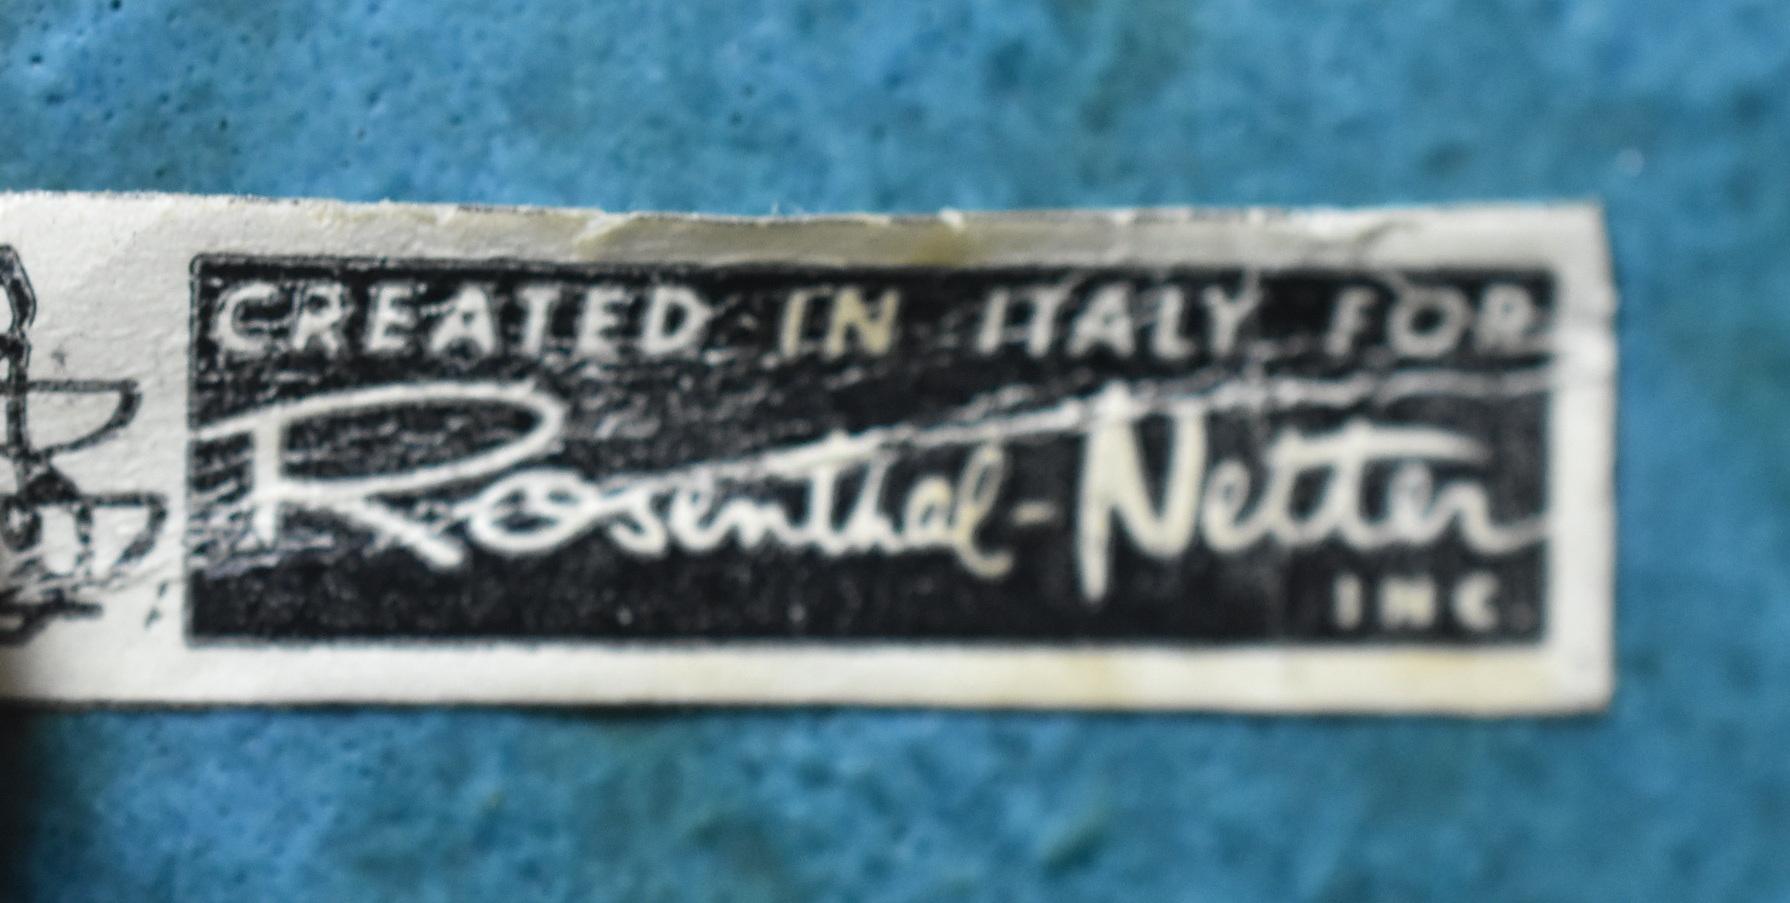 CREATED IN ITALY FOR
Rosenthal-Netter
INC.